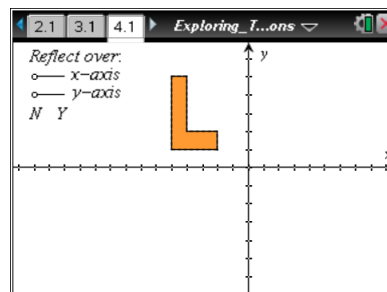 2.1 3.1 4.1 Exploring_T...ons
Reflect over:
x-axis
y-axis
N Y
y
x